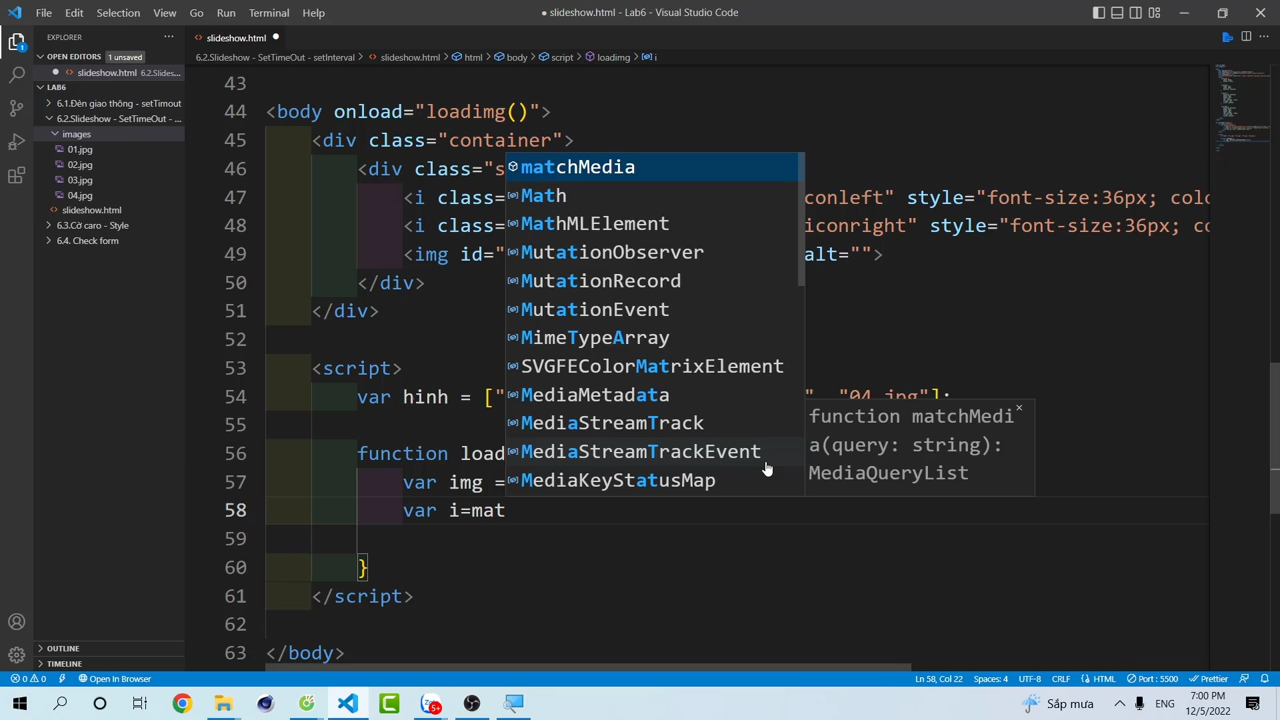 File Edit Selection View Go Run Terminal Help
● slideshow.html - Lab6 - Visual Studio Code
EXPLORER
slideshow.html
OPEN EDITORS 1 unsaved
slideshow.html 6.2.Slides...
LAB6
6.1.Đèn giao thông - setTimout
6.2.Slideshow - SetTimeOut - s...
images
01.jpg
02.jpg
03.jpg
04.jpg
slideshow.html
6.3.Cờ caro - Style
6.4. Check form
OUTLINE
TIMELINE
6.2.Slideshow - SetTimeOut - setInterval > slideshow.html > html > body > script > loadimg > i
43
44 <body onload="loadimg()">
45 <div class="container">
46 <div class="s
47 <i class= conleft" style="font-size:36px; colo
48 <i class= iconright" style="font-size:36px; co
49 <img id=" alt="">
50 </div>
51 </div>
52
53 <script>
54 var hinh = [" ", "04.jpg"];
55
56 function load
57 var img =
58 var i=mat
59
60 }
61 </script>
62
63 </body>
matchMedia
Math
MathMLElement
MutationObserver
MutationRecord
MutationEvent
MimeTypeArray
SVGFEColorMatrixElement
MediaMetadata
MediaStreamTrack
MediaStreamTrackEvent
MediaKeyStatusMap
function matchMedi
a(query: string):
MediaQueryList
0 0 Open In Browser
Ln 58, Col 22 Spaces: 4 UTF-8 CRLF HTML Port : 5500 Prettier
5+
Sắp mưa
ENG
7:00 PM
12/5/2022